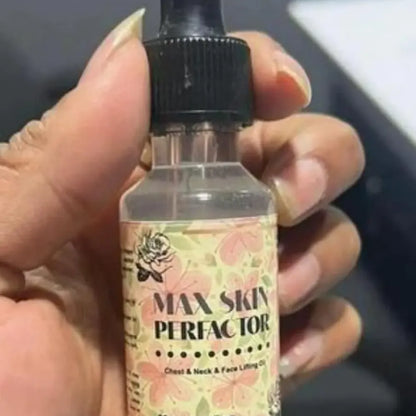 MAX SKIN
PERFACTOR
Chest & Neck & Face Lifting Oil